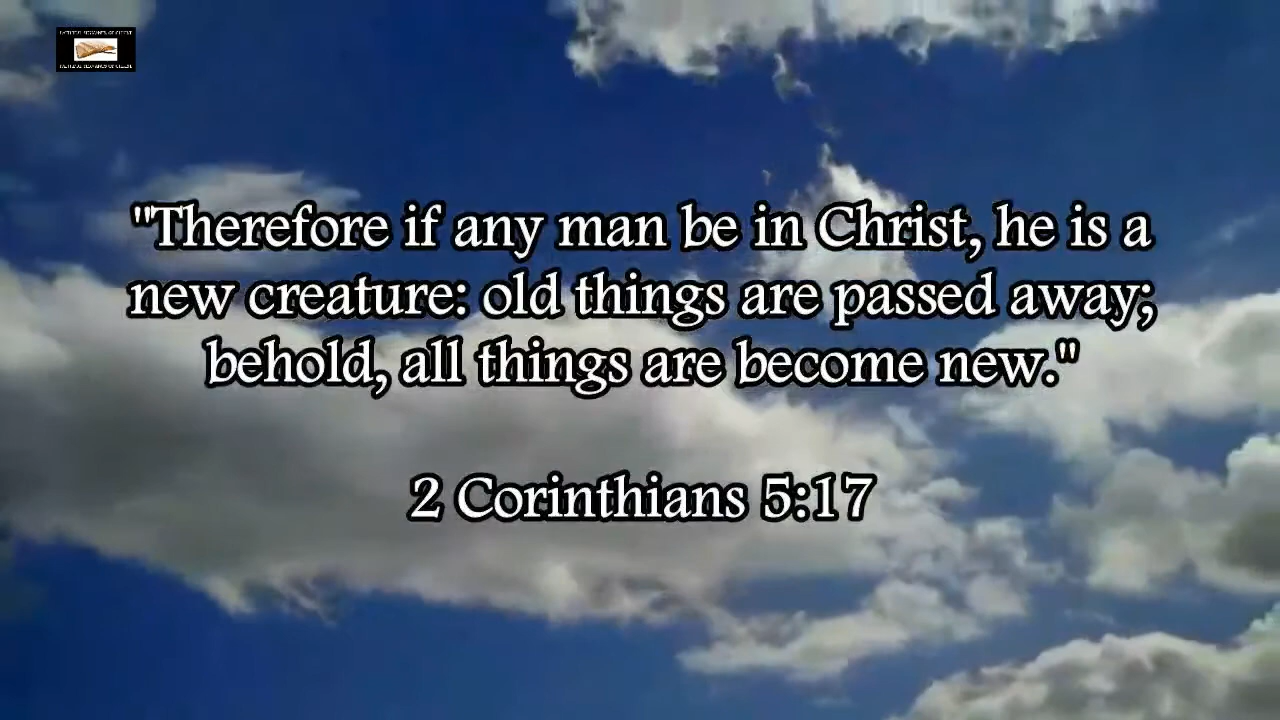 "Therefore if any man be in Christ, he is a
new creature: old things are passed away;
behold, all things are become new."
2 Corinthians 5:17